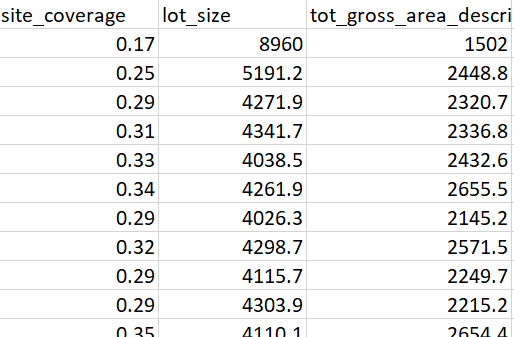 site_coverage lot_size tot_gross_area_descri
0.17 8960 1502
0.25 5191.2 2448.8
0.29 4271.9 2320.7
0.31 4341.7 2336.8
0.33 4038.5 2432.6
0.34 4261.9 2655.5
0.29 4026.3 2145.2
0.32 4298.7 2571.5
0.29 4115.7 2249.7
0.29 4303.9 2215.2
0.35 4110.1 2654.4